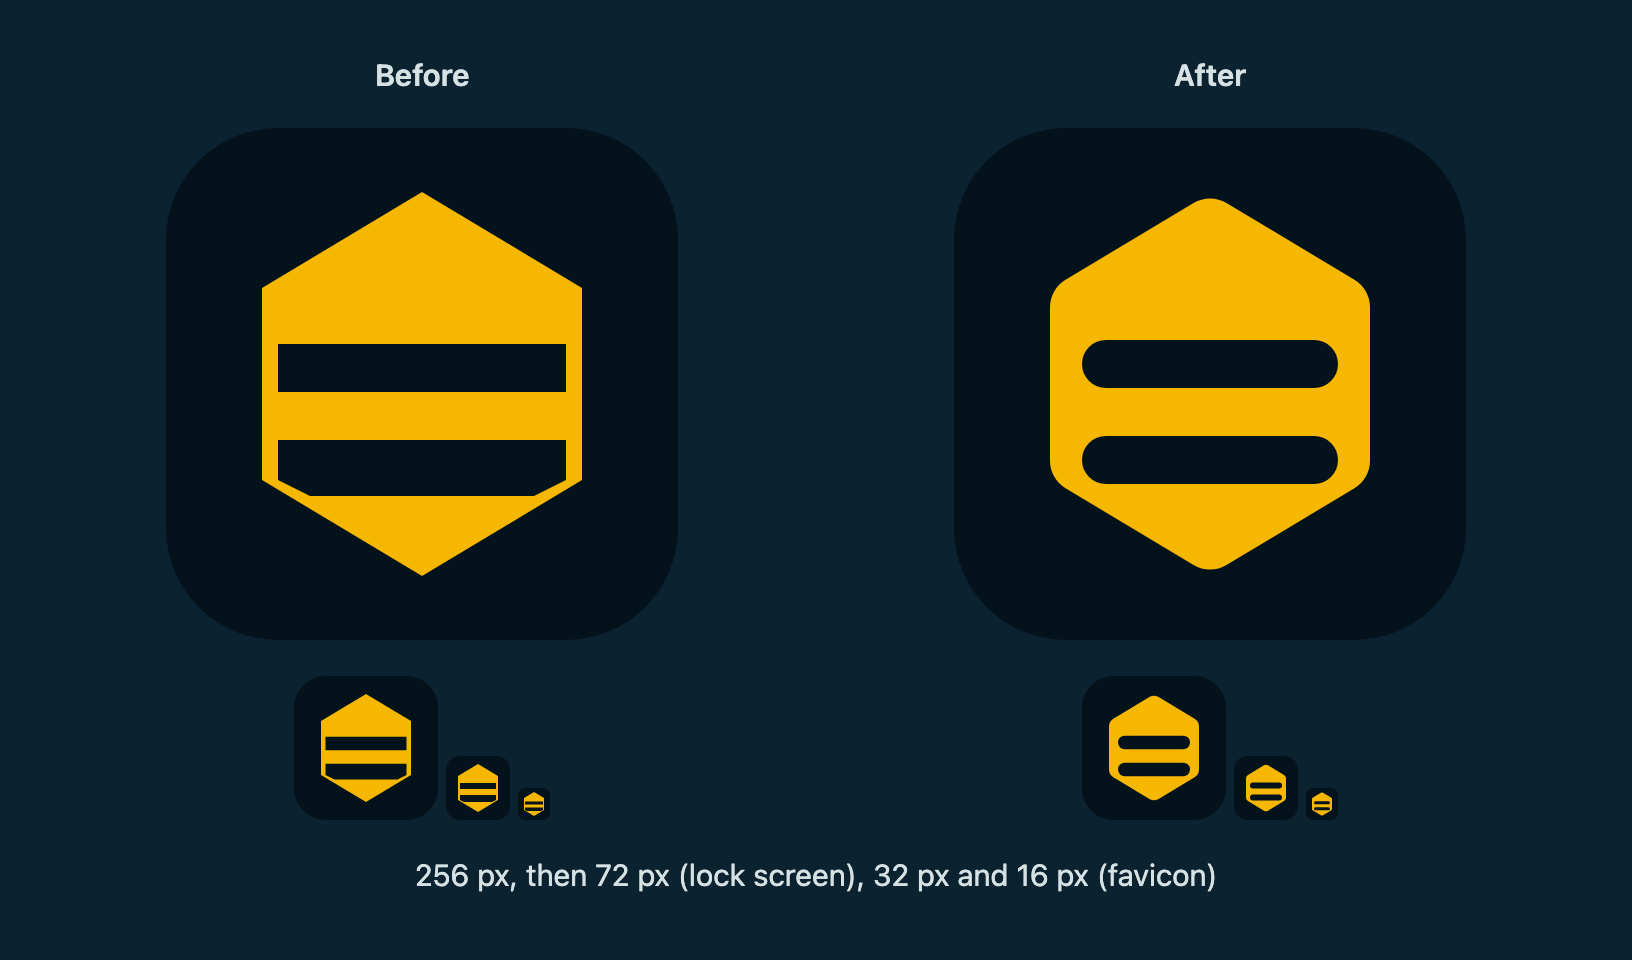 Before
After
256 px, then 72 px (lock screen), 32 px and 16 px (favicon)